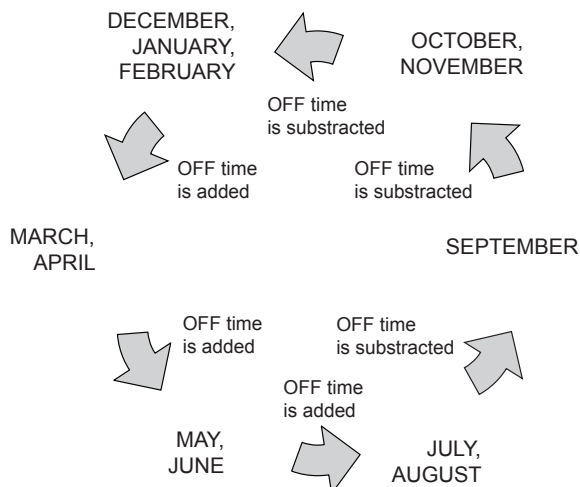 DECEMBER,
JANUARY,
FEBRUARY
OCTOBER,
NOVEMBER
OFF time
is substracted
OFF time
is added
OFF time
is substracted
MARCH,
APRIL
SEPTEMBER
OFF time
is added
OFF time
is substracted
OFF time
is added
MAY,
JUNE
JULY,
AUGUST